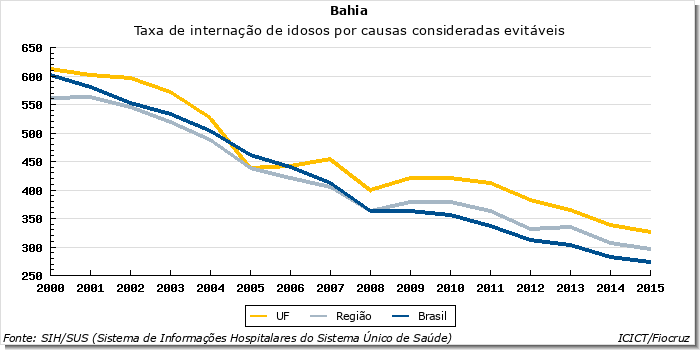 Bahia
Taxa de internação de idosos por causas consideradas evitáveis
650
600
550
500
450
400
350
300
250
2000 2001 2002 2003 2004 2005 2006 2007 2008 2009 2010 2011 2012 2013 2014 2015
UF Região Brasil
Fonte: SIH/SUS (Sistema de Informações Hospitalares do Sistema Único de Saúde) ICICT/Fiocruz